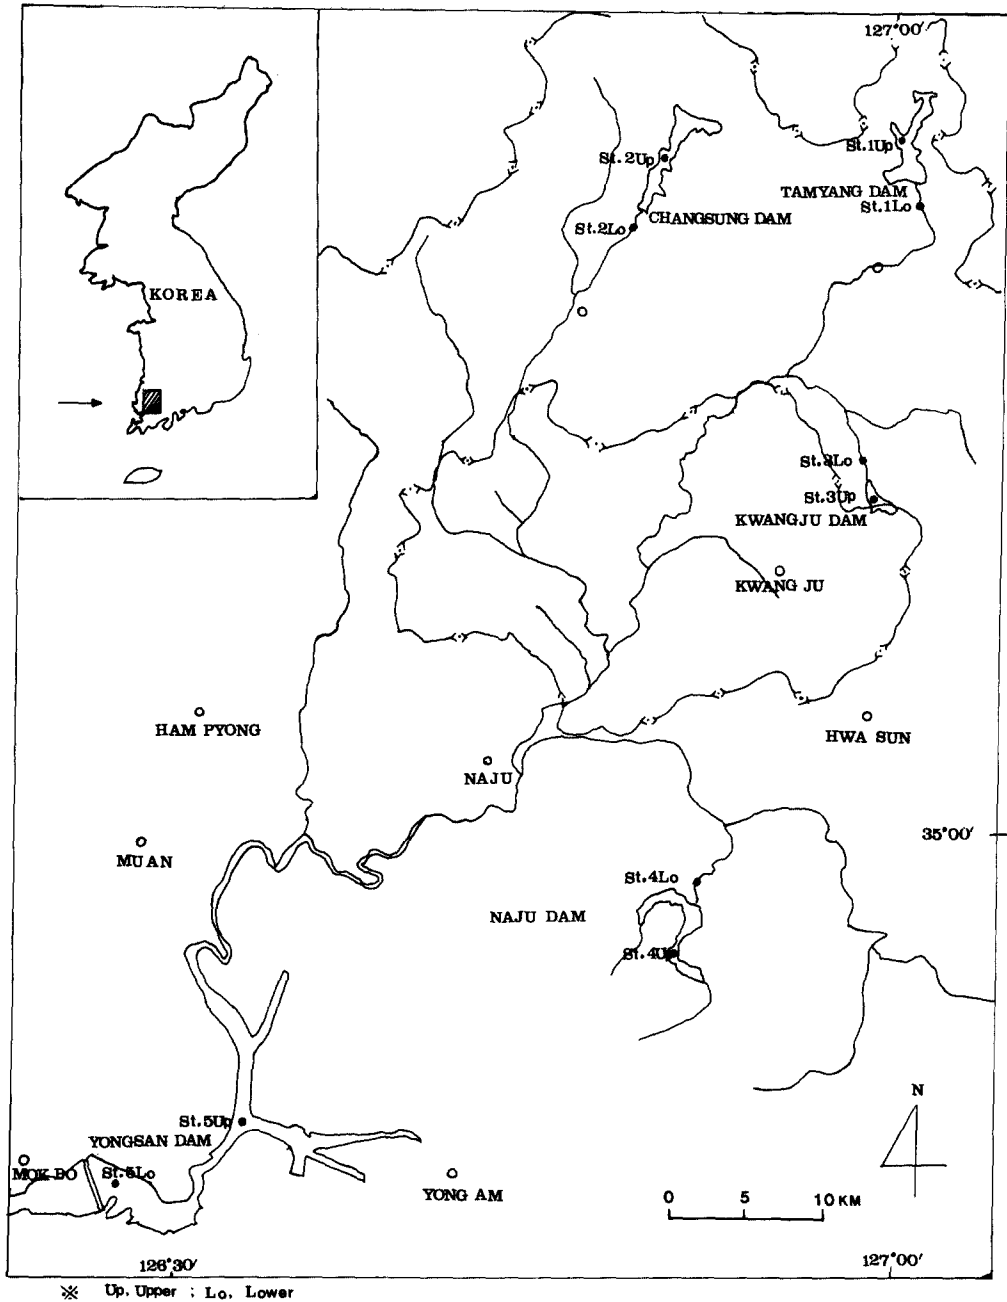 127°00′
St.1Up
St.2Up
TAMYANG DAM
St.1Lo
CHANGSUNG DAM
St.2Lo
KOREA
St.3Lo
St.3Up
KWANGJU DAM
KWANG JU
HAM PYONG
HWA SUN
NAJU
35°00′
MUAN
St.4Lo
NAJU DAM
St.4Up
N
St.5Up
YONGSAN DAM
MOKPO
St.5Lo
YONG AM
0 5 10 KM
126°30′
127°00′
※ Up, Upper ; Lo, Lower